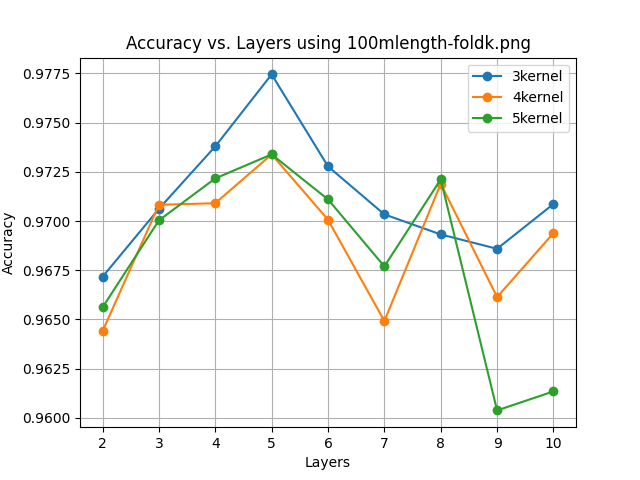 Accuracy vs. Layers using 100mlength-foldk.png
3kernel
4kernel
5kernel
Accuracy
0.9775
0.9750
0.9725
0.9700
0.9675
0.9650
0.9625
0.9600
2 3 4 5 6 7 8 9 10
Layers